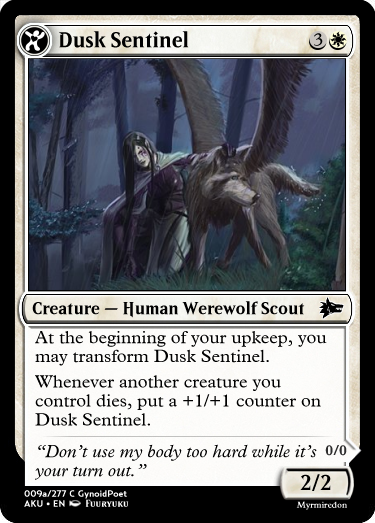 Dusk Sentinel 3
Creature — Human Werewolf Scout
At the beginning of your upkeep, you
may transform Dusk Sentinel.
Whenever another creature you
control dies, put a +1/+1 counter on
Dusk Sentinel.
“Don’t use my body too hard while it’s
your turn out.”
0/0
2/2
009a/277 C GynoidPoet
AKU • EN Fuuryuku
Myrmiredon